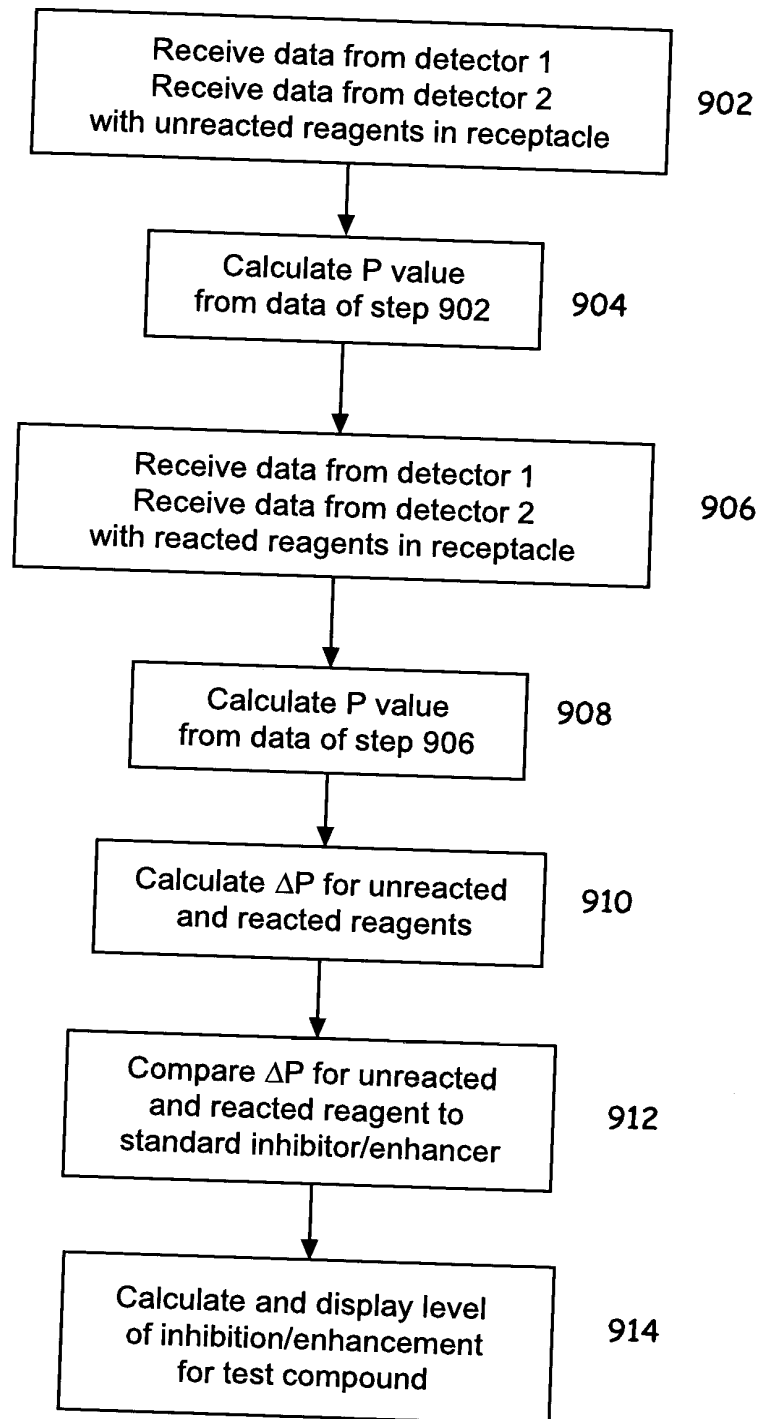 Receive data from detector 1
Receive data from detector 2
with unreacted reagents in receptacle
902
Calculate P value
from data of step 902
904
Receive data from detector 1
Receive data from detector 2
with reacted reagents in receptacle
906
Calculate P value
from data of step 906
908
Calculate ΔP for unreacted
and reacted reagents
910
Compare ΔP for unreacted
and reacted reagent to
standard inhibitor/enhancer
912
Calculate and display level
of inhibition/enhancement
for test compound
914